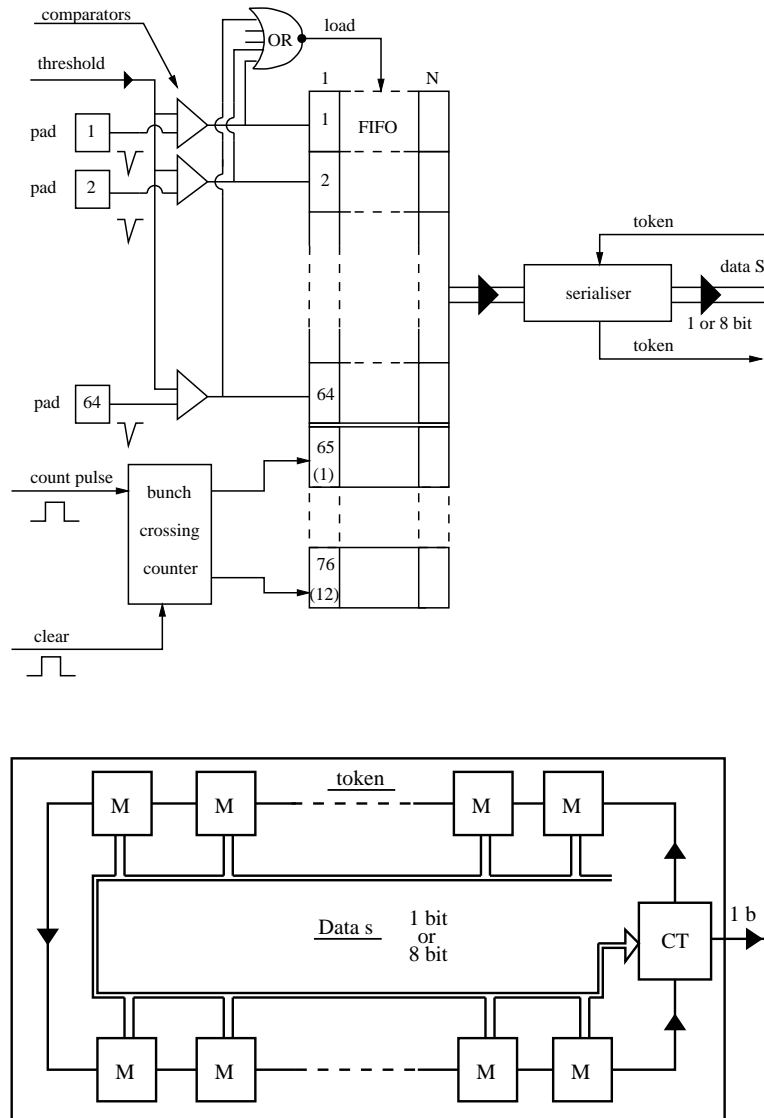 comparators
OR
load
threshold
1
N
pad
1
1
FIFO
pad
2
2
token
data S
serialiser
1 or 8 bit
token
pad
64
64
65
(1)
count pulse
bunch
crossing
counter
76
(12)
clear
M
M
token
M
M
Data s
1 bit
or
8 bit
CT
1 b
M
M
M
M